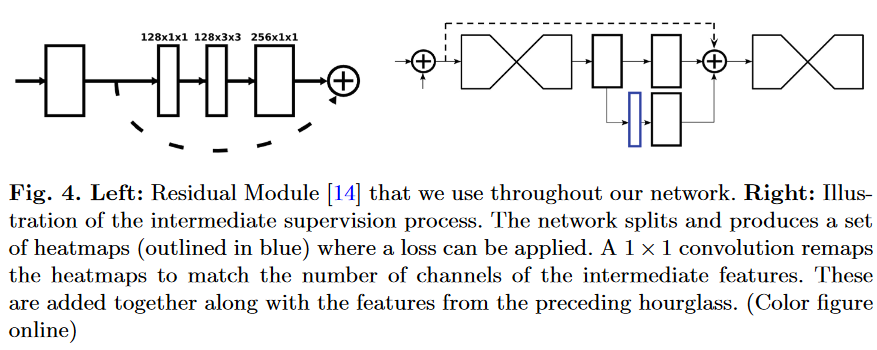 128x1x1 128x3x3 256x1x1
Fig. 4. Left: Residual Module [14] that we use throughout our network. Right: Illus-
tration of the intermediate supervision process. The network splits and produces a set
of heatmaps (outlined in blue) where a loss can be applied. A 1 × 1 convolution remaps
the heatmaps to match the number of channels of the intermediate features. These
are added together along with the features from the preceding hourglass. (Color figure
online)